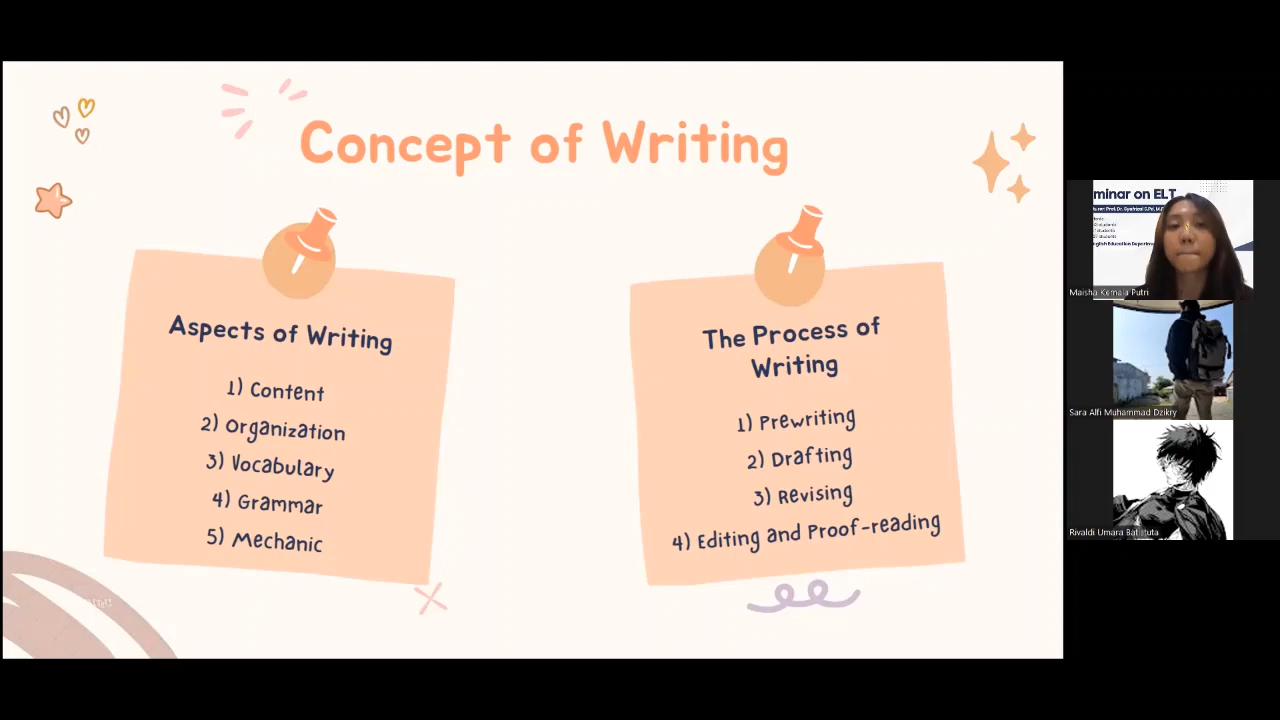 Concept of Writing
Aspects of Writing
1) Content
2) Organization
3) Vocabulary
4) Grammar
5) Mechanic
The Process of
Writing
1) Prewriting
2) Drafting
3) Revising
4) Editing and Proof-reading
minar on ELT
Maisha Kemala Putri
Sara Alfi Muhammad Dzikry
Rivaldi Umara Batistuta